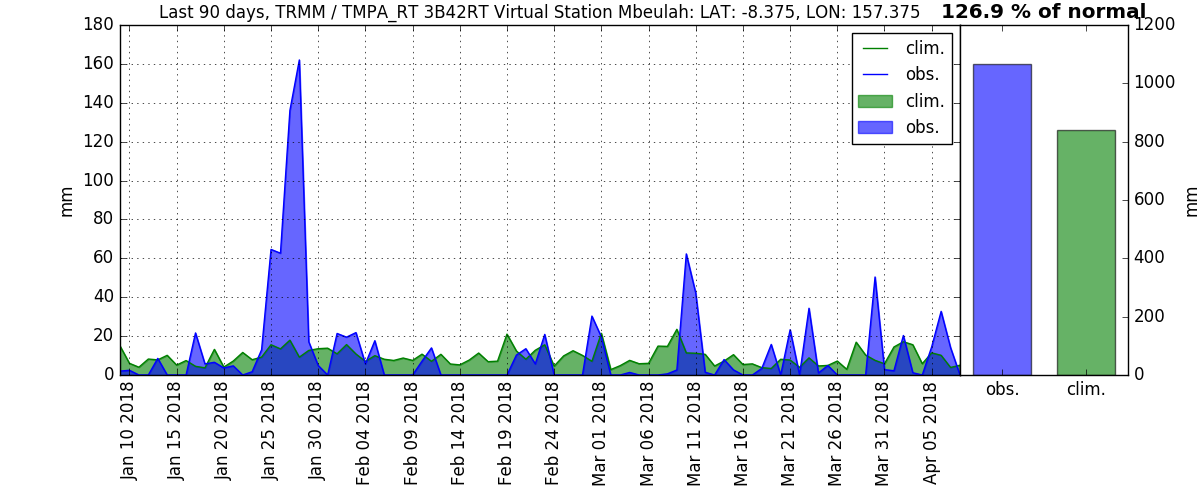 Last 90 days, TRMM / TMPA_RT 3B42RT Virtual Station Mbeulah: LAT: -8.375, LON: 157.375
126.9 % of normal
180
160
140
120
100
80
60
40
20
0
mm
clim.
obs.
clim.
obs.
Jan 10 2018
Jan 15 2018
Jan 20 2018
Jan 25 2018
Jan 30 2018
Feb 04 2018
Feb 09 2018
Feb 14 2018
Feb 19 2018
Feb 24 2018
Mar 01 2018
Mar 06 2018
Mar 11 2018
Mar 16 2018
Mar 21 2018
Mar 26 2018
Mar 31 2018
Apr 05 2018
1200
1000
800
600
400
200
0
mm
obs.
clim.